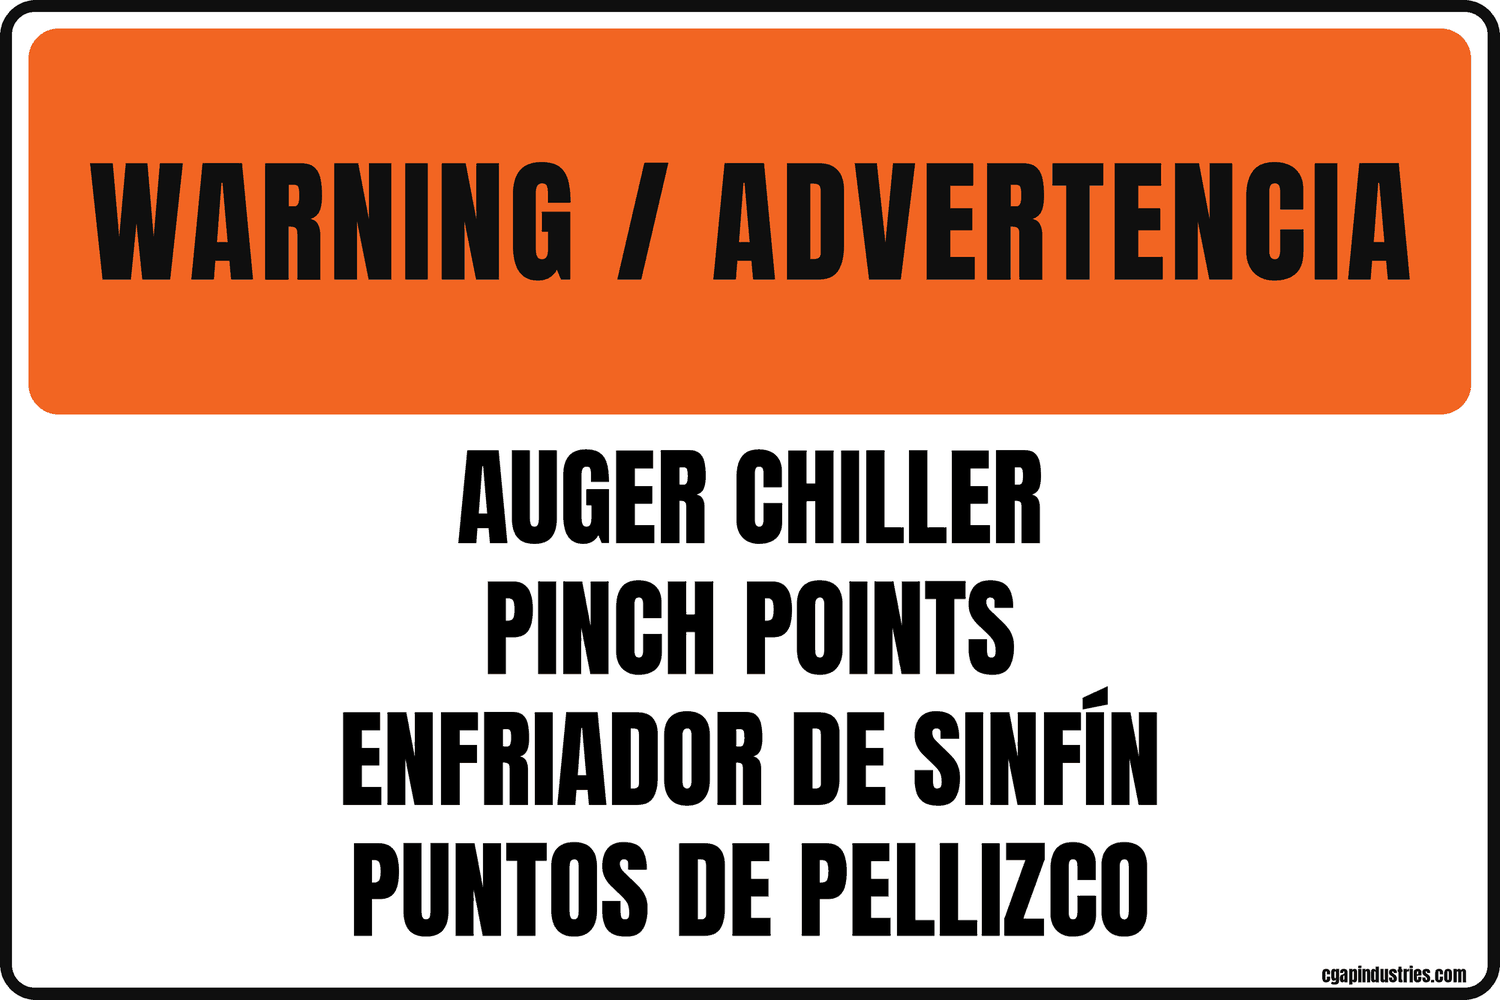 WARNING / ADVERTENCIA
AUGER CHILLER
PINCH POINTS
ENFRIADOR DE SINFÍN
PUNTOS DE PELLIZCO
cgapindustries.com